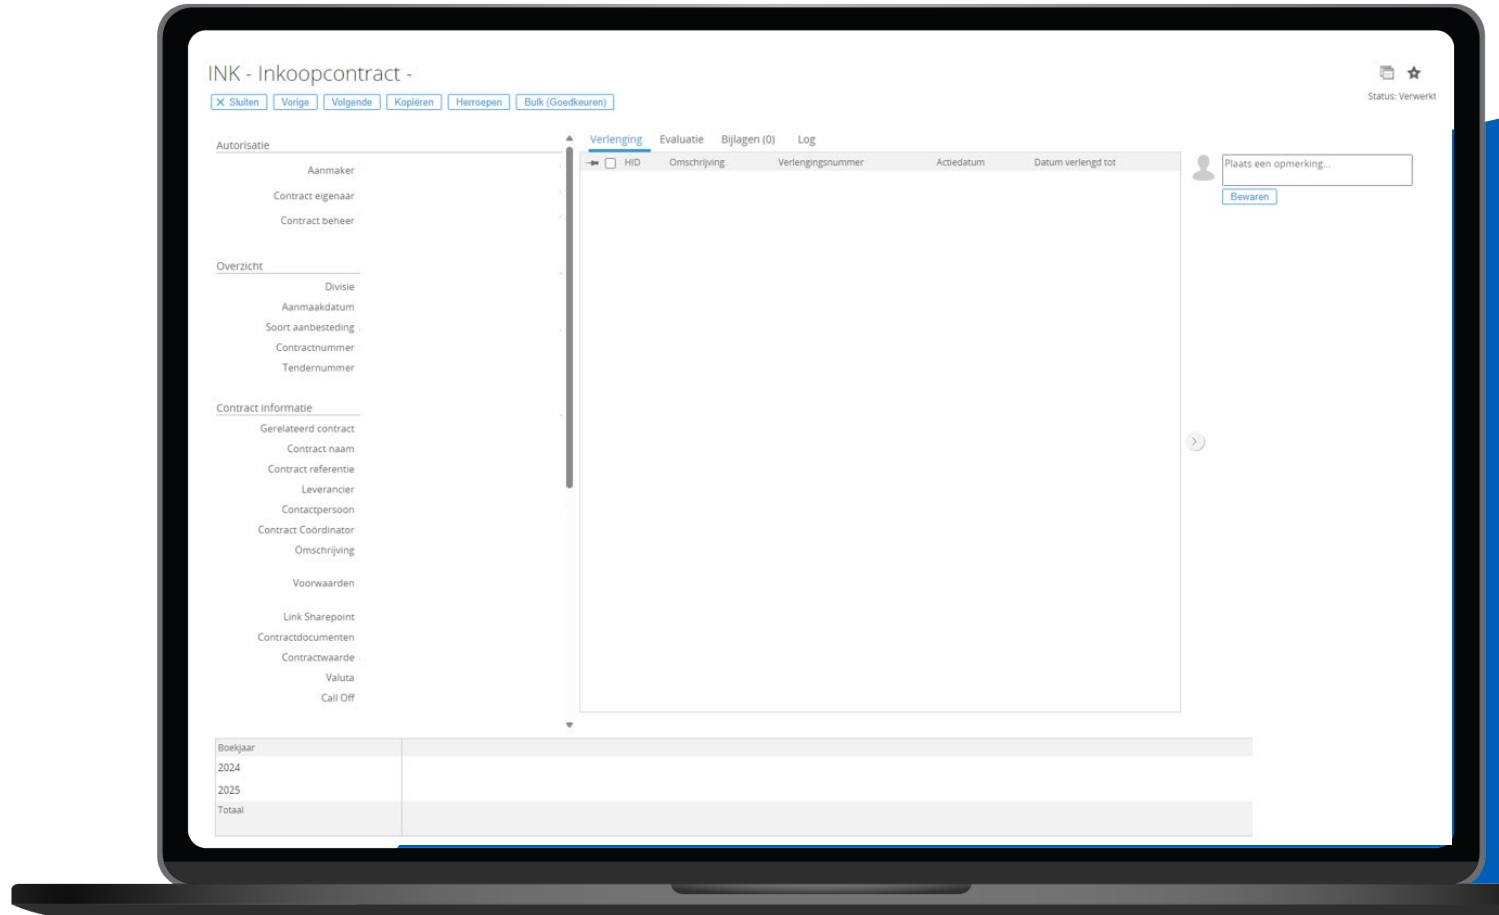 INK - Inkoopcontract -
Status: Verwerkt
X Sluiten Vorige Volgende Kopiëren Herroepen Bulk (Goedkeuren)
Autorisatie
Aanmaker
Contract eigenaar
Contract beheer
Overzicht
Divisie
Aanmaakdatum
Soort aanbesteding
Contractnummer
Tendernummer
Contract informatie
Gerelateerd contract
Contract naam
Contract referentie
Leverancier
Contactpersoon
Contract Coördinator
Omschrijving
Voorwaarden
Link Sharepoint
Contractdocumenten
Contractwaarde
Valuta
Call Off
Verlenging Evaluatie Bijlagen (0) Log
HID Omschrijving Verlengingsnummer Actiedatum Datum verlengd tot
Plaats een opmerking...
Bewaren
Boekjaar
2024
2025
Totaal